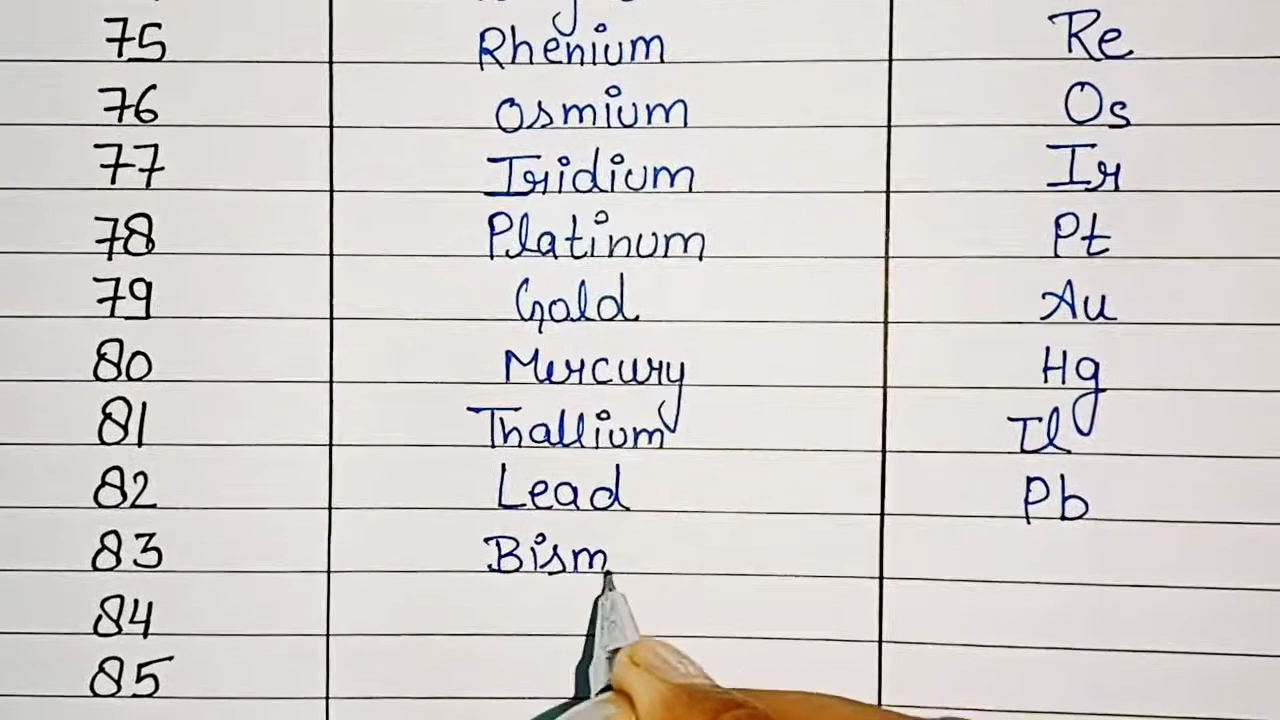 75 Rhenium Re
76 Osmium Os
77 Iridium Ir
78 Platinum Pt
79 Gold Au
80 Mercury Hg
81 Thallium Tl
82 Lead Pb
83 Bism
84
85